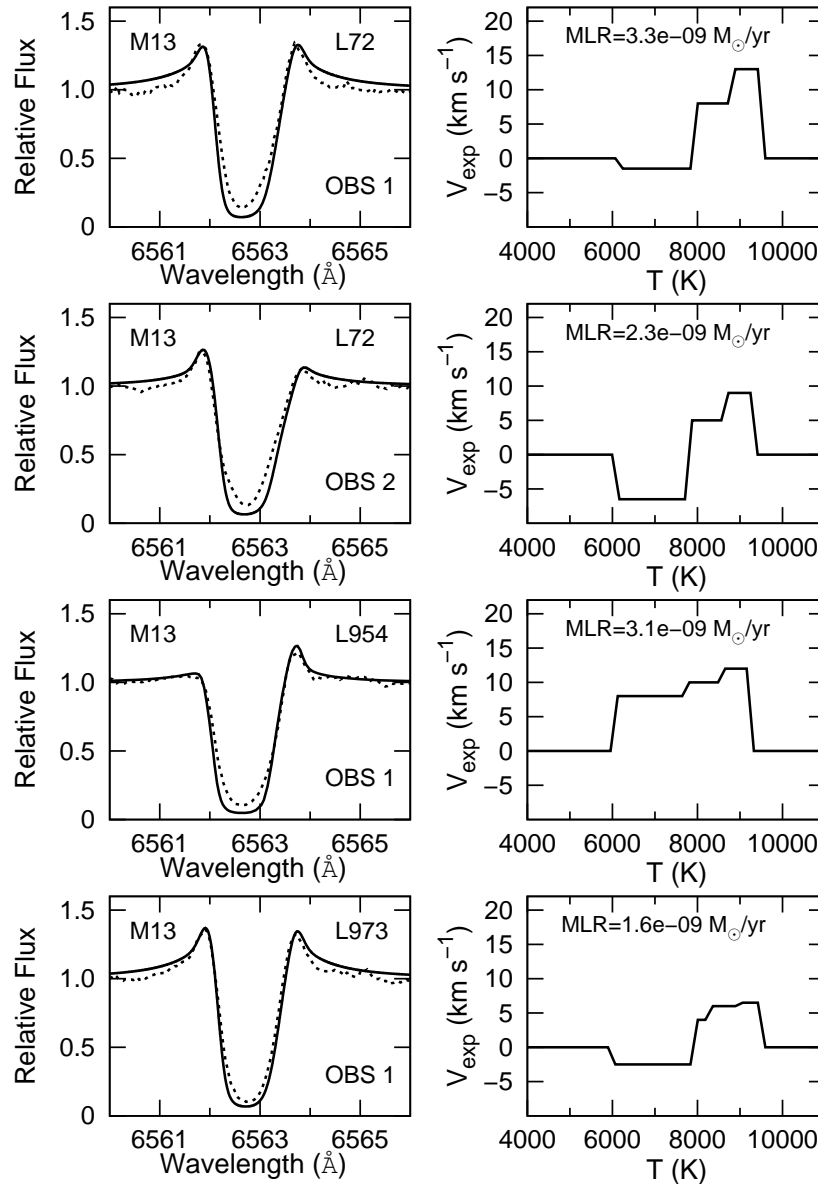 Relative Flux
1.5
1.0
0.5
0
M13 L72
OBS 1
6561 6563 6565
Wavelength (Å)
V_exp (km s⁻¹)
20
15
10
5
0
−5
MLR=3.3e−09 M☉/yr
4000 6000 8000 10000
T (K)
Relative Flux
1.5
1.0
0.5
0
M13 L72
OBS 2
6561 6563 6565
Wavelength (Å)
V_exp (km s⁻¹)
20
15
10
5
0
−5
MLR=2.3e−09 M☉/yr
4000 6000 8000 10000
T (K)
Relative Flux
1.5
1.0
0.5
0
M13 L954
OBS 1
6561 6563 6565
Wavelength (Å)
V_exp (km s⁻¹)
20
15
10
5
0
−5
MLR=3.1e−09 M☉/yr
4000 6000 8000 10000
T (K)
Relative Flux
1.5
1.0
0.5
0
M13 L973
OBS 1
6561 6563 6565
Wavelength (Å)
V_exp (km s⁻¹)
20
15
10
5
0
−5
MLR=1.6e−09 M☉/yr
4000 6000 8000 10000
T (K)